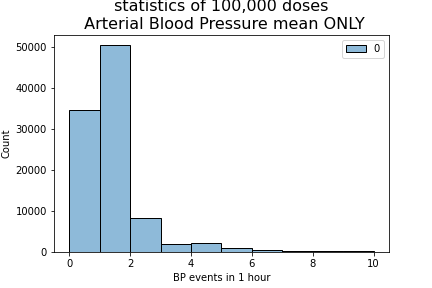 statistics of 100,000 doses
Arterial Blood Pressure mean ONLY
0
50000
40000
30000
20000
10000
0
Count
0 2 4 6 8 10
BP events in 1 hour